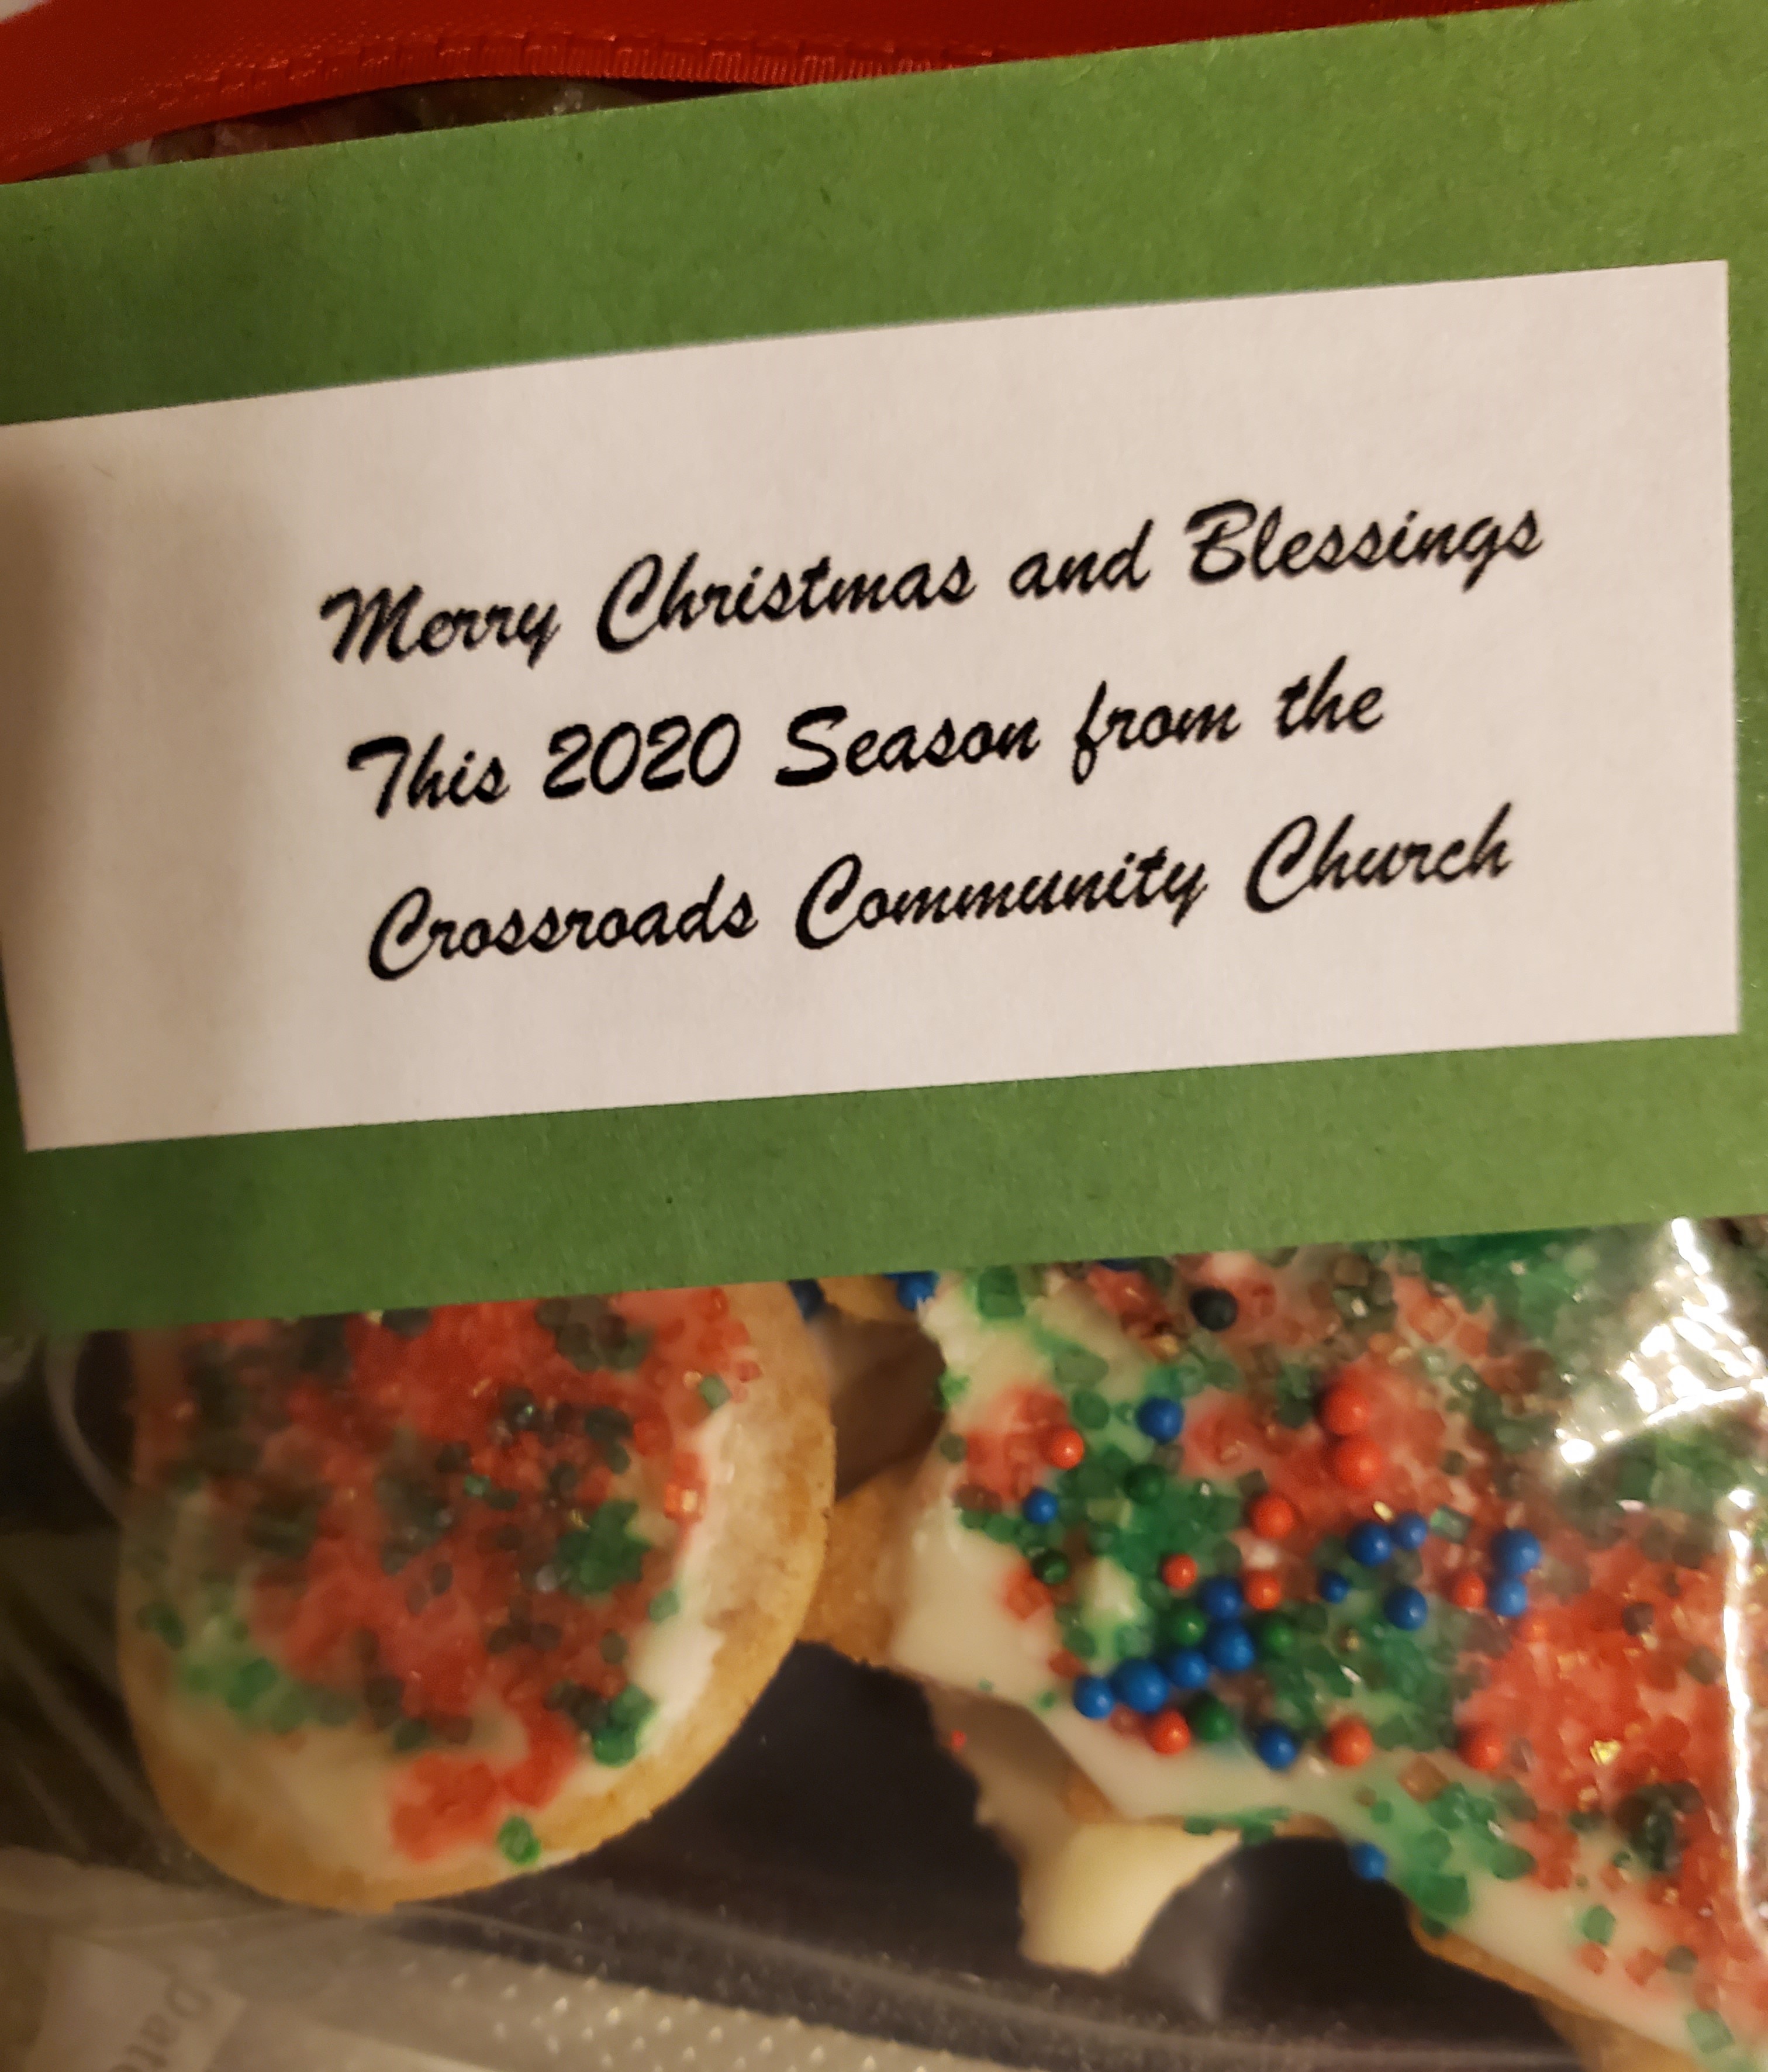 Merry Christmas and Blessings
This 2020 Season from the
Crossroads Community Church